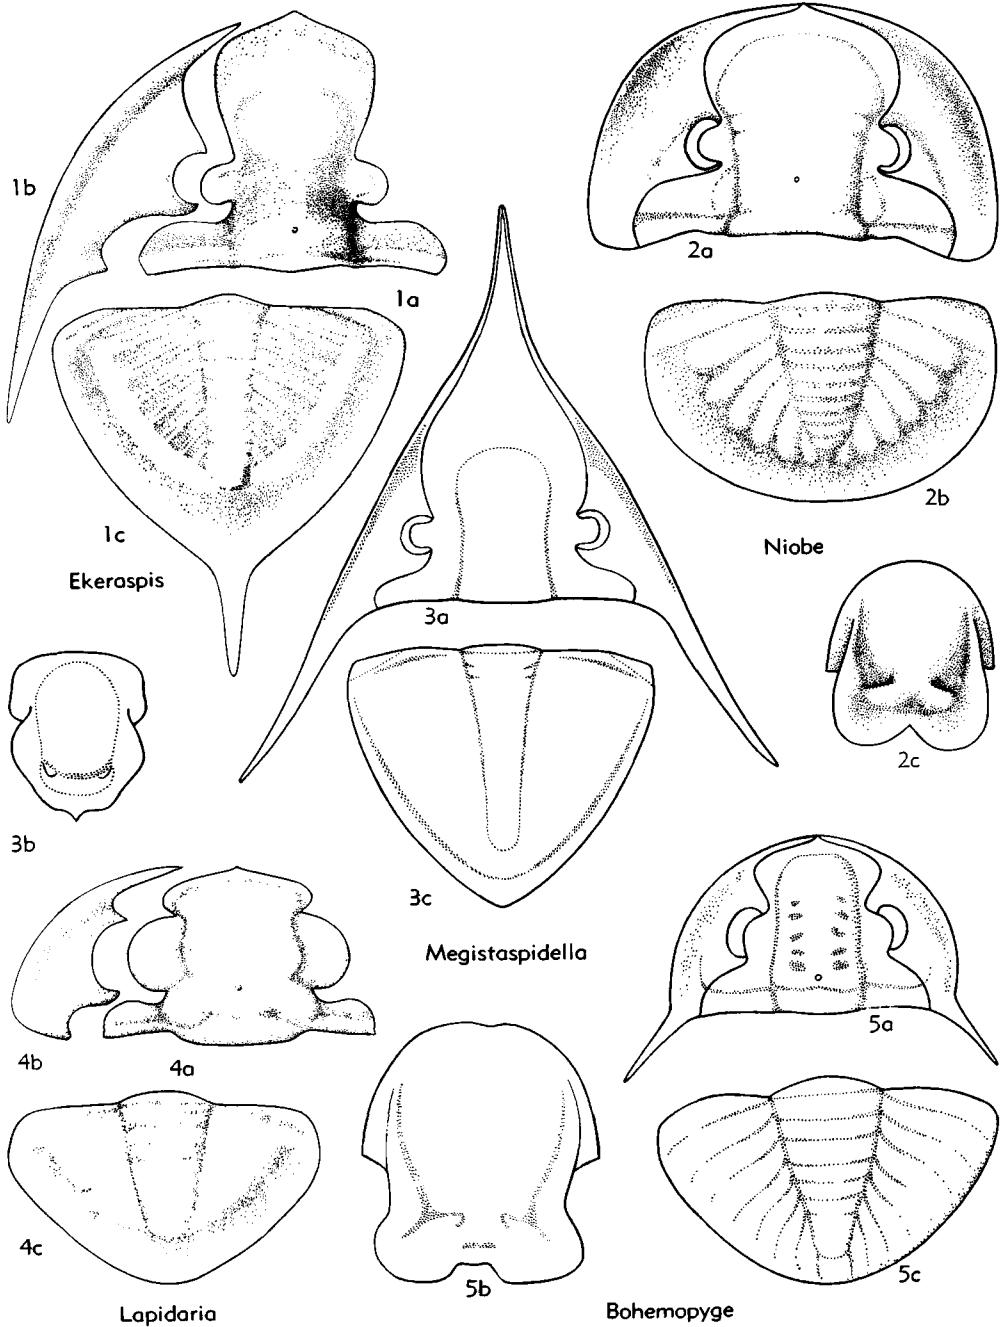 1b
1a
2a
1c
2b
Ekeraspis
Niobe
3a
2c
3b
3c
Megistaspidella
4b
4a
5a
4c
5b
5c
Lapidaria
Bohemopyge